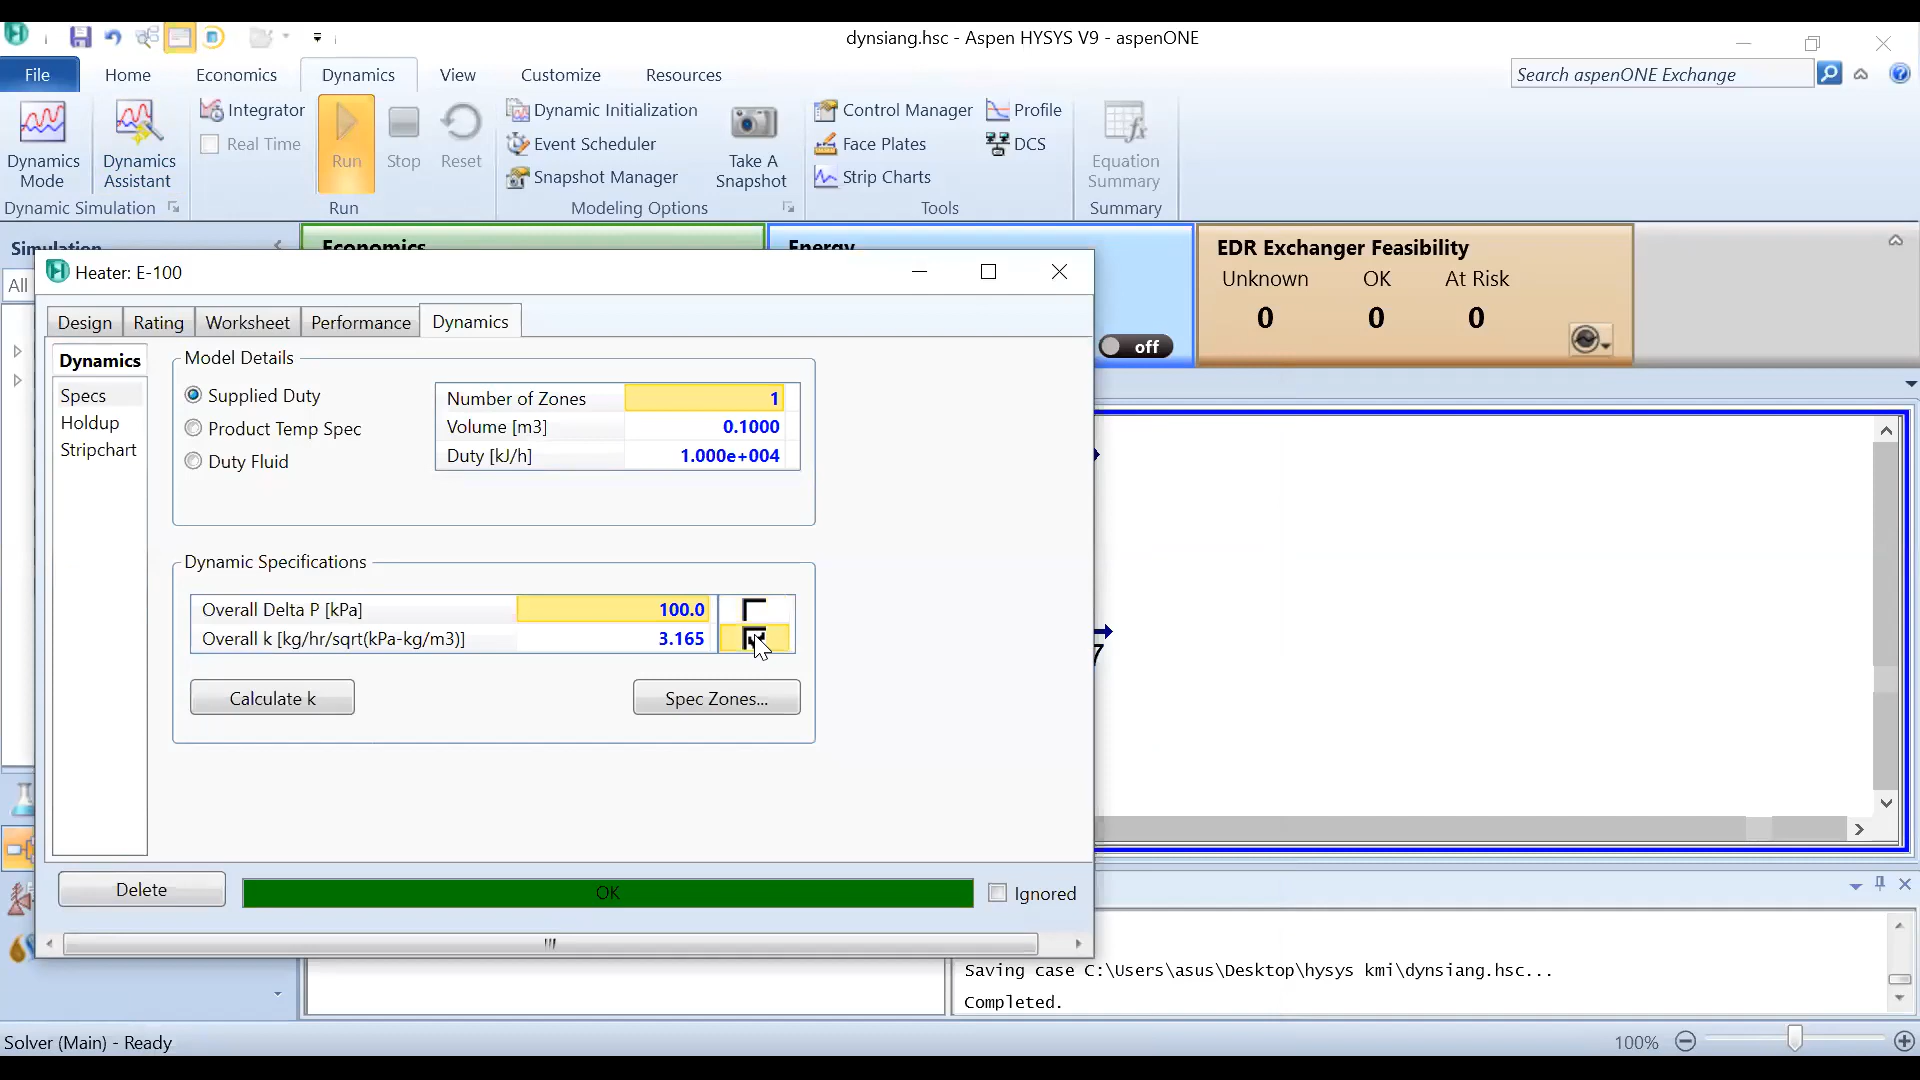 dynsiang.hsc - Aspen HYSYS V9 - aspenONE
File Home Economics Dynamics View Customize Resources
Search aspenONE Exchange
Dynamics Mode
Dynamics Assistant
Dynamic Simulation
Integrator
Real Time
Run
Stop
Reset
Run
Dynamic Initialization
Event Scheduler
Snapshot Manager
Take A Snapshot
Modeling Options
Control Manager
Face Plates
Strip Charts
Profile
DCS
Tools
Equation Summary
Summary
Simulation
All
Economics
Energy
off
EDR Exchanger Feasibility
Unknown OK At Risk
0 0 0
Heater: E-100
Design Rating Worksheet Performance Dynamics
Dynamics
Specs
Holdup
Stripchart
Model Details
Supplied Duty
Product Temp Spec
Duty Fluid
Number of Zones 1
Volume [m3] 0.1000
Duty [kJ/h] 1.000e+004
Dynamic Specifications
Overall Delta P [kPa] 100.0
Overall k [kg/hr/sqrt(kPa-kg/m3)] 3.165
Calculate k
Spec Zones...
Delete
OK
Ignored
7
Saving case C:\Users\asus\Desktop\hysys kmi\dynsiang.hsc...
Completed.
Solver (Main) - Ready
100%